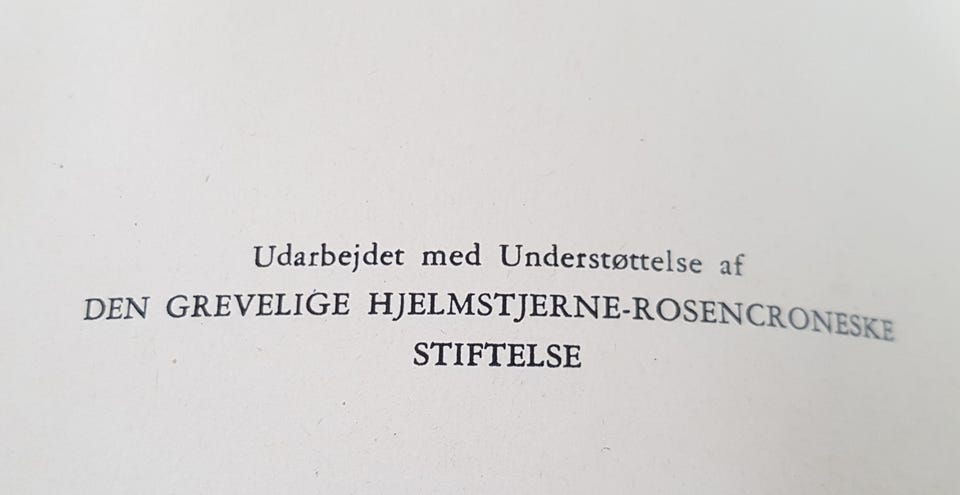 Udarbejdet med Understøttelse af
DEN GREVELIGE HJELMSTJERNE-ROSENCRONESKE
STIFTELSE